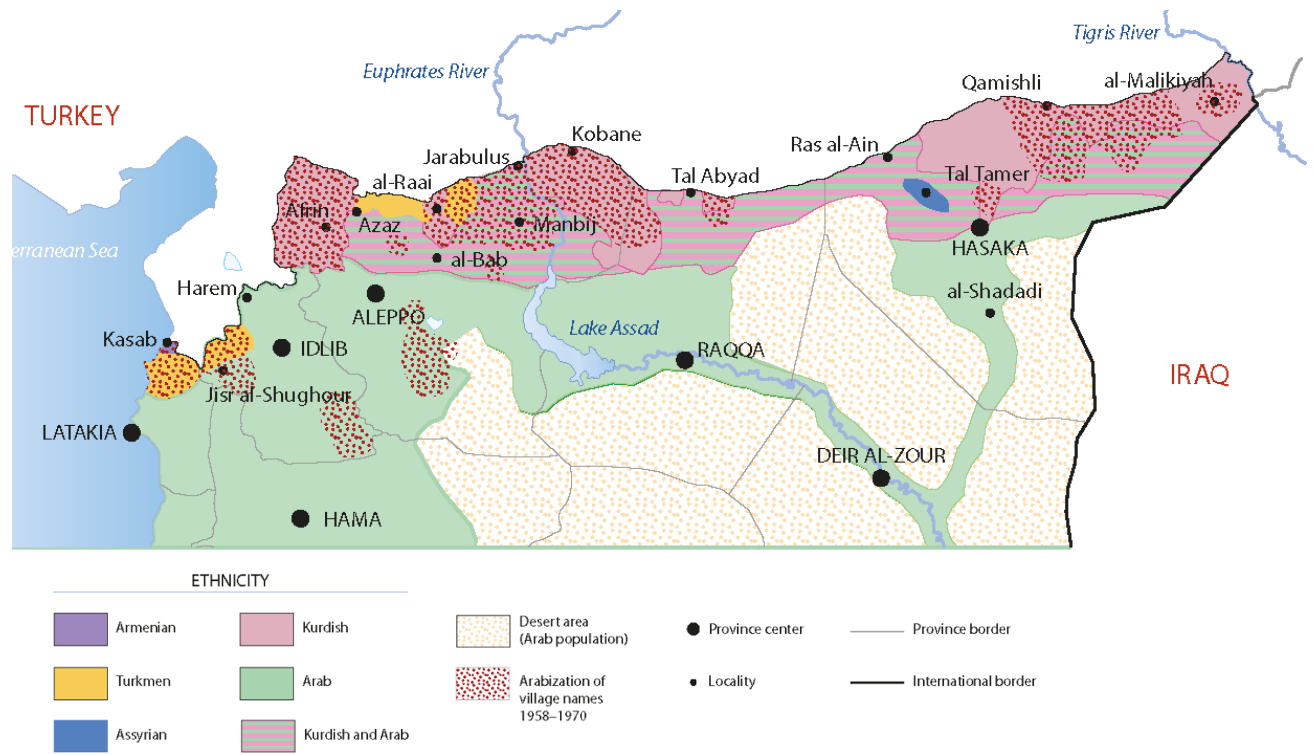 Tigris River
Euphrates River
Qamishli
al-Malikiyah
TURKEY
Kobane
Ras al-Ain
Jarabulus
al-Raai
Tal Abyad
Tal Tamer
Afrin
Azaz
Manbij
erranean Sea
al-Bab
HASAKA
Harem
al-Shadadi
ALEPPO
Kasab
Lake Assad
IDLIB
RAQQA
IRAQ
Jisr al-Shughour
LATAKIA
DEIR AL-ZOUR
HAMA
ETHNICITY
Armenian
Turkmen
Assyrian
Kurdish
Arab
Kurdish and Arab
Desert area
(Arab population)
Arabization of
village names
1958–1970
Province center
Locality
Province border
International border